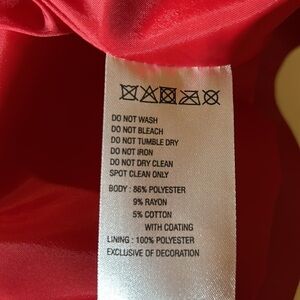 DO NOT WASH
DO NOT BLEACH
DO NOT TUMBLE DRY
DO NOT IRON
DO NOT DRY CLEAN
SPOT CLEAN ONLY
BODY : 86% POLYESTER
9% RAYON
5% COTTON
WITH COATING
LINING : 100% POLYESTER
EXCLUSIVE OF DECORATION